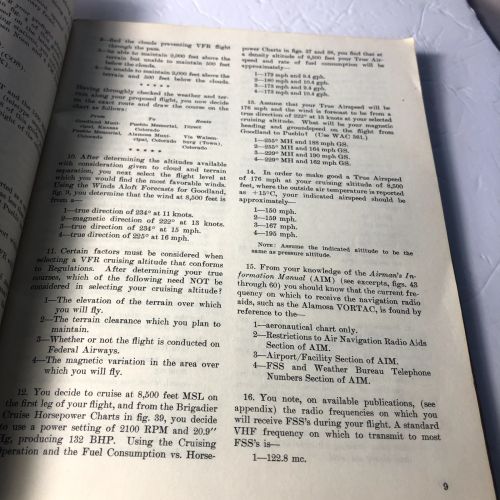 3—find the clouds preventing VFR flight
through the pass.
be able to maintain 2,000 feet above the
terrain but unable to maintain 500 feet
below the clouds.
be unable to maintain 2,000 feet above the
terrain and 500 feet below the clouds.
* * * * *
Having throughly checked the weather and ter-
rain along your proposed flight, you now decide
on the exact route and draw the course on the
chart as follows:
From To Route
Goodland Muni- Pueblo Memorial, Direct
cipal, Kansas Colorado
Pueblo Memorial, Alamosa Muni- Via Walsen-
Colorado cipal, Colorado burg (Town),
Colorado
* * * * *
10. After determining the altitudes available
with consideration given to cloud and terrain
separation, you next select the flight level at
which you would find the most favorable winds.
Using the Winds Aloft Forecasts for Goodland,
fig. 9, you determine that the wind at 8,500 feet is
from a—
1—true direction of 234° at 11 knots.
2—magnetic direction of 222° at 15 knots.
3—true direction of 234° at 15 mph.
4—true direction of 225° at 16 mph.
11. Certain factors must be considered when
selecting a VFR cruising altitude that conforms
to Regulations. After determining your true
courses, which of the following need NOT be
considered in selecting your cruising altitude?
1—The elevation of the terrain over which
you will fly.
2—The terrain clearance which you plan to
maintain.
3—Whether or not the flight is conducted on
Federal Airways.
4—The magnetic variation in the area over
which you will fly.
12. You decide to cruise at 8,500 feet MSL on
the first leg of your flight, and from the Brigadier
Cruise Horsepower Charts in fig. 39, you decide
to use a power setting of 2100 RPM and 20.9"
Hg, producing 132 BHP. Using the Cruising
Operation and the Fuel Consumption vs. Horse-
power Charts in figs. 37 and 38, you find that at
a density altitude of 9,500 feet your True Air-
speed and rate of fuel consumption will be
approximately—
1—172 mph and 9.4 gph.
2—180 mph and 10.4 gph.
3—175 mph and 9.4 gph.
4—173 mph and 10.4 gph.
13. Assume that your True Airspeed will be
176 mph and the wind is forecast to be from a
true direction of 222° at 15 knots at your selected
cruising altitude. What will be your magnetic
heading and groundspeed on the flight from
Goodland to Pueblo? (Use WAC 361.)
1—255° MH and 188 mph GS.
2—255° MH and 164 mph GS.
3—229° MH and 190 mph GS.
4—229° MH and 162 mph GS.
14. In order to make good a True Airspeed
of 176 mph at your cruising altitude of 8,500
feet, where the outside air temperature is reported
as +15°C, your indicated airspeed should be
approximately—
1—150 mph.
2—159 mph.
3—167 mph.
4—195 mph.
NOTE: Assume the indicated altitude to be the
same as pressure altitude.
15. From your knowledge of the Airman's In-
formation Manual (AIM) (see excerpts, figs. 43
through 60) you should know that the current fre-
quency on which to receive the navigation radio
aids, such as the Alamosa VORTAC, is found by
reference to the—
1—aeronautical chart only.
2—Restrictions to Air Navigation Radio Aids
Section of AIM.
3—Airport/Facility Section of AIM.
4—FSS and Weather Bureau Telephone
Numbers Section of AIM.
16. You note, on available publications, (see
appendix) the radio frequencies on which you
will receive FSS's during your flight. A standard
VHF frequency on which to transmit to most
FSS's is—
1—122.8 mc.
9